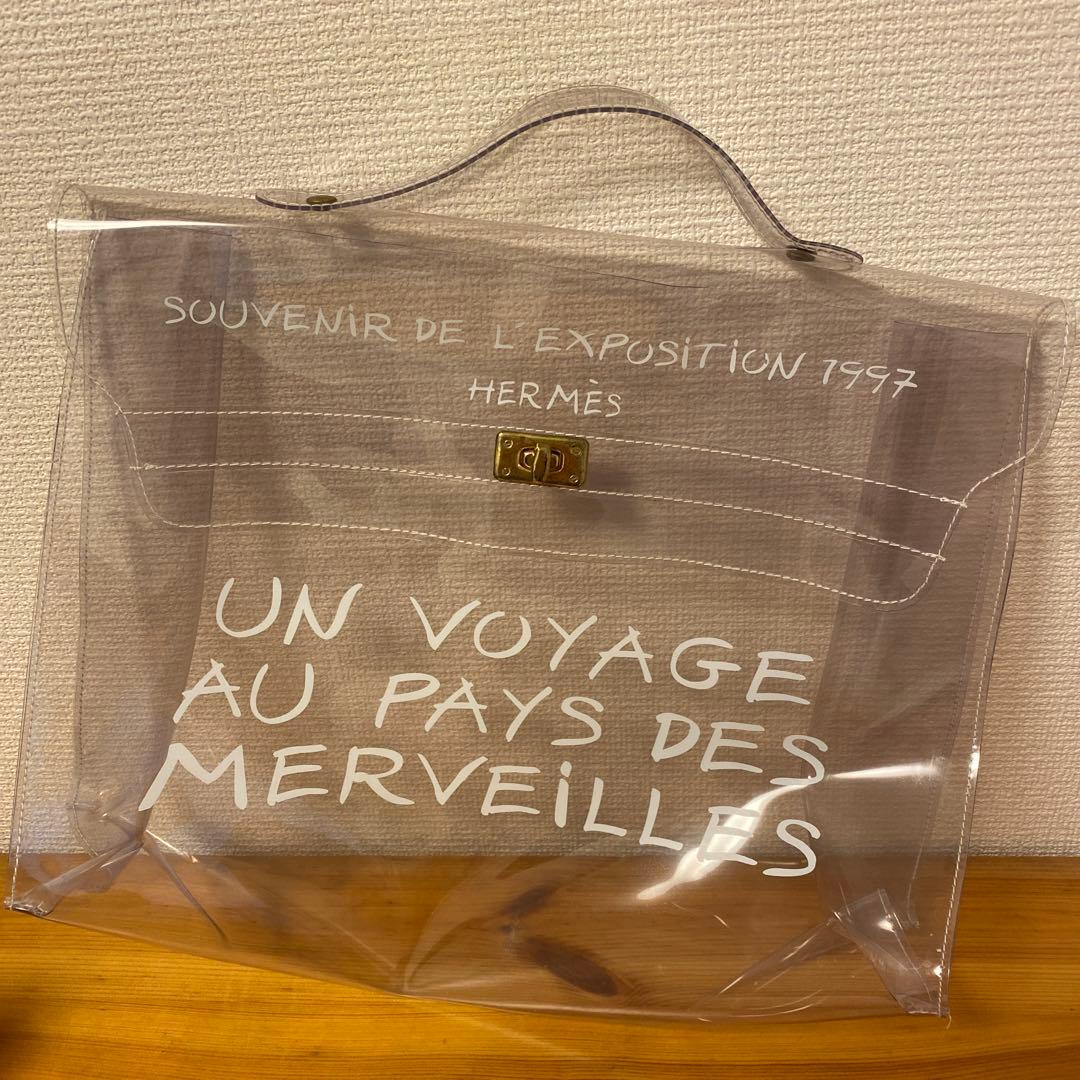 SOUVENiR DE L'EXPOSiTiON 1997
HERMÈS
UN VOYAGE
AU PAYS DES
MERVEiLLES